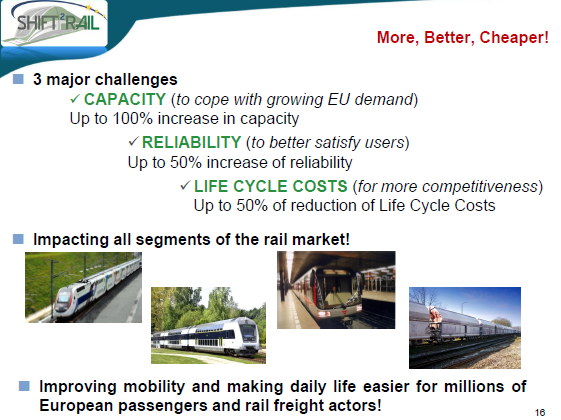 SHIFT²RAIL
More, Better, Cheaper!
3 major challenges
✓ CAPACITY (to cope with growing EU demand)
Up to 100% increase in capacity
✓ RELIABILITY (to better satisfy users)
Up to 50% increase of reliability
✓ LIFE CYCLE COSTS (for more competitiveness)
Up to 50% of reduction of Life Cycle Costs
Impacting all segments of the rail market!
Improving mobility and making daily life easier for millions of
European passengers and rail freight actors!
16